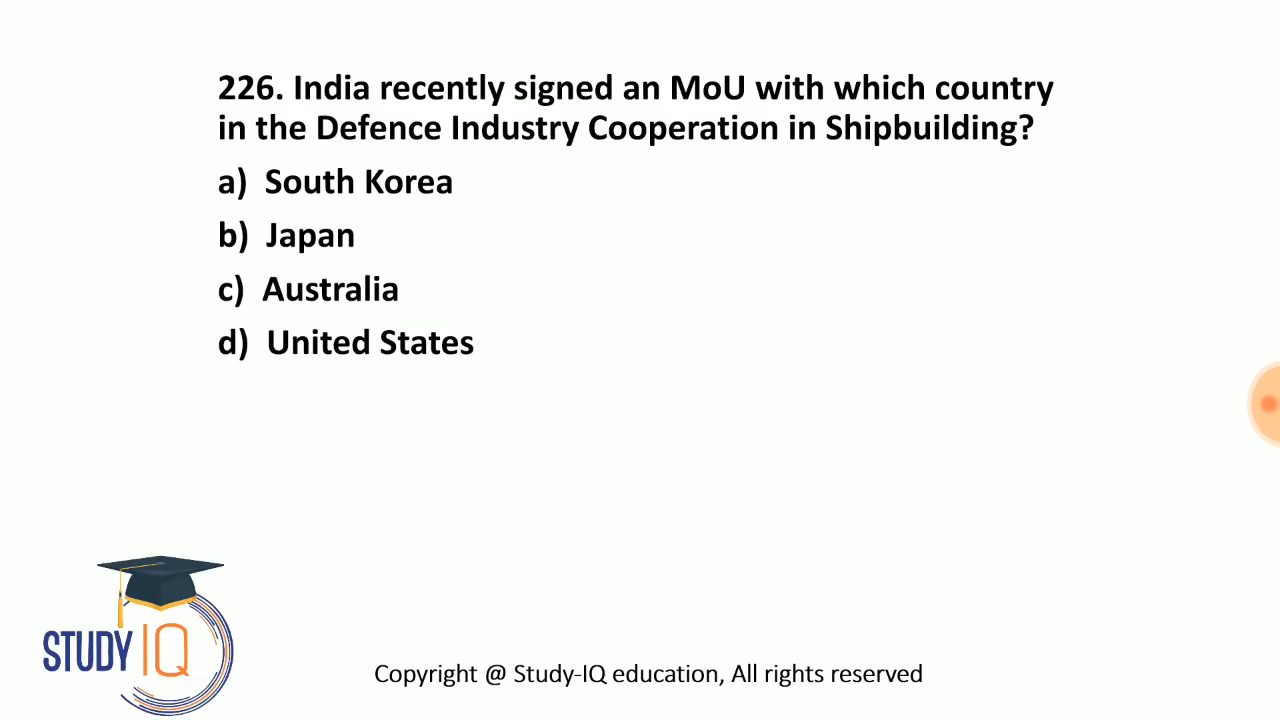 226. India recently signed an MoU with which country
in the Defence Industry Cooperation in Shipbuilding?
a) South Korea
b) Japan
c) Australia
d) United States
STUDY IQ
Copyright @ Study-IQ education, All rights reserved